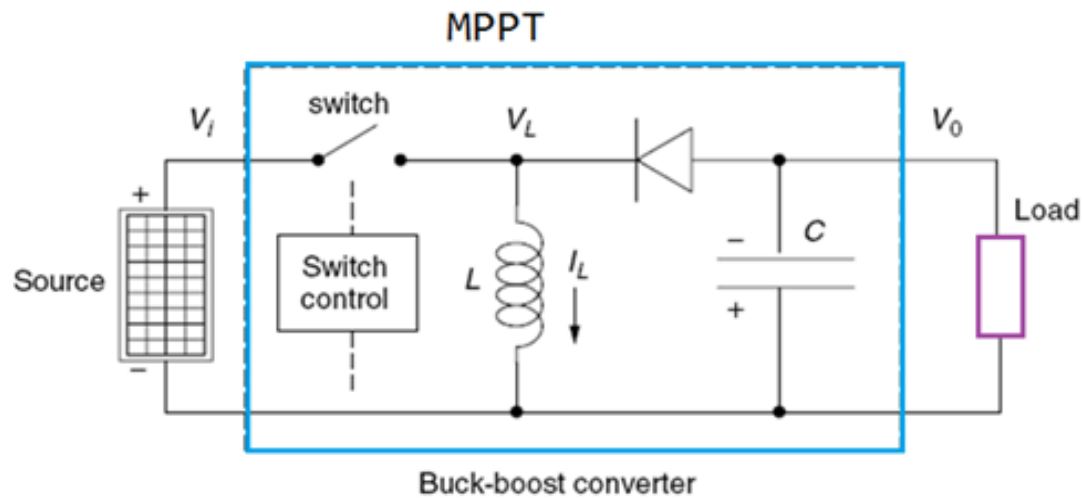 MPPT
switch
V_i
V_L
V_0
+
−
C
Load
Source
Switch
control
L
I_L
+
−
Buck-boost converter